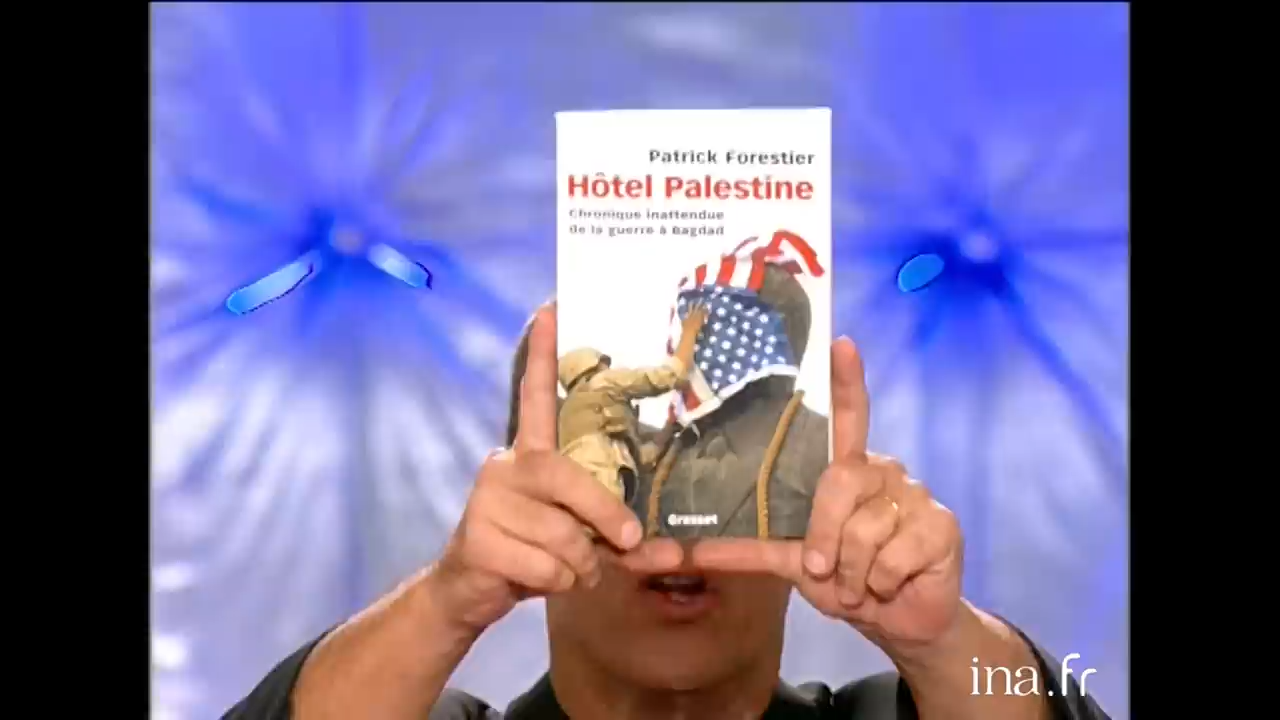 Patrick Forestier
Hôtel Palestine
Chronique inattendue
de la guerre à Bagdad
Grasset
ina.fr